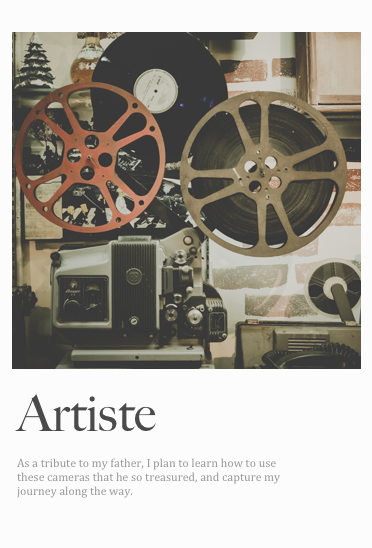 Artiste
As a tribute to my father, I plan to learn how to use
these cameras that he so treasured, and capture my
journey along the way.